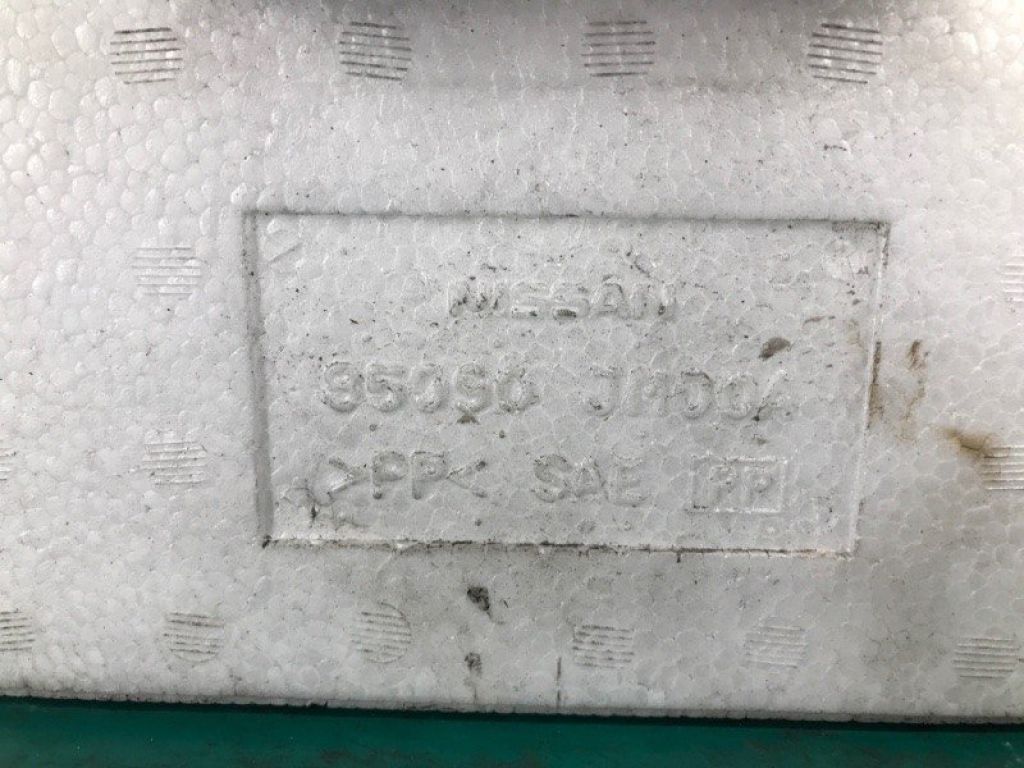 NISSAN
85090 JM00A
>PP< SAE PP